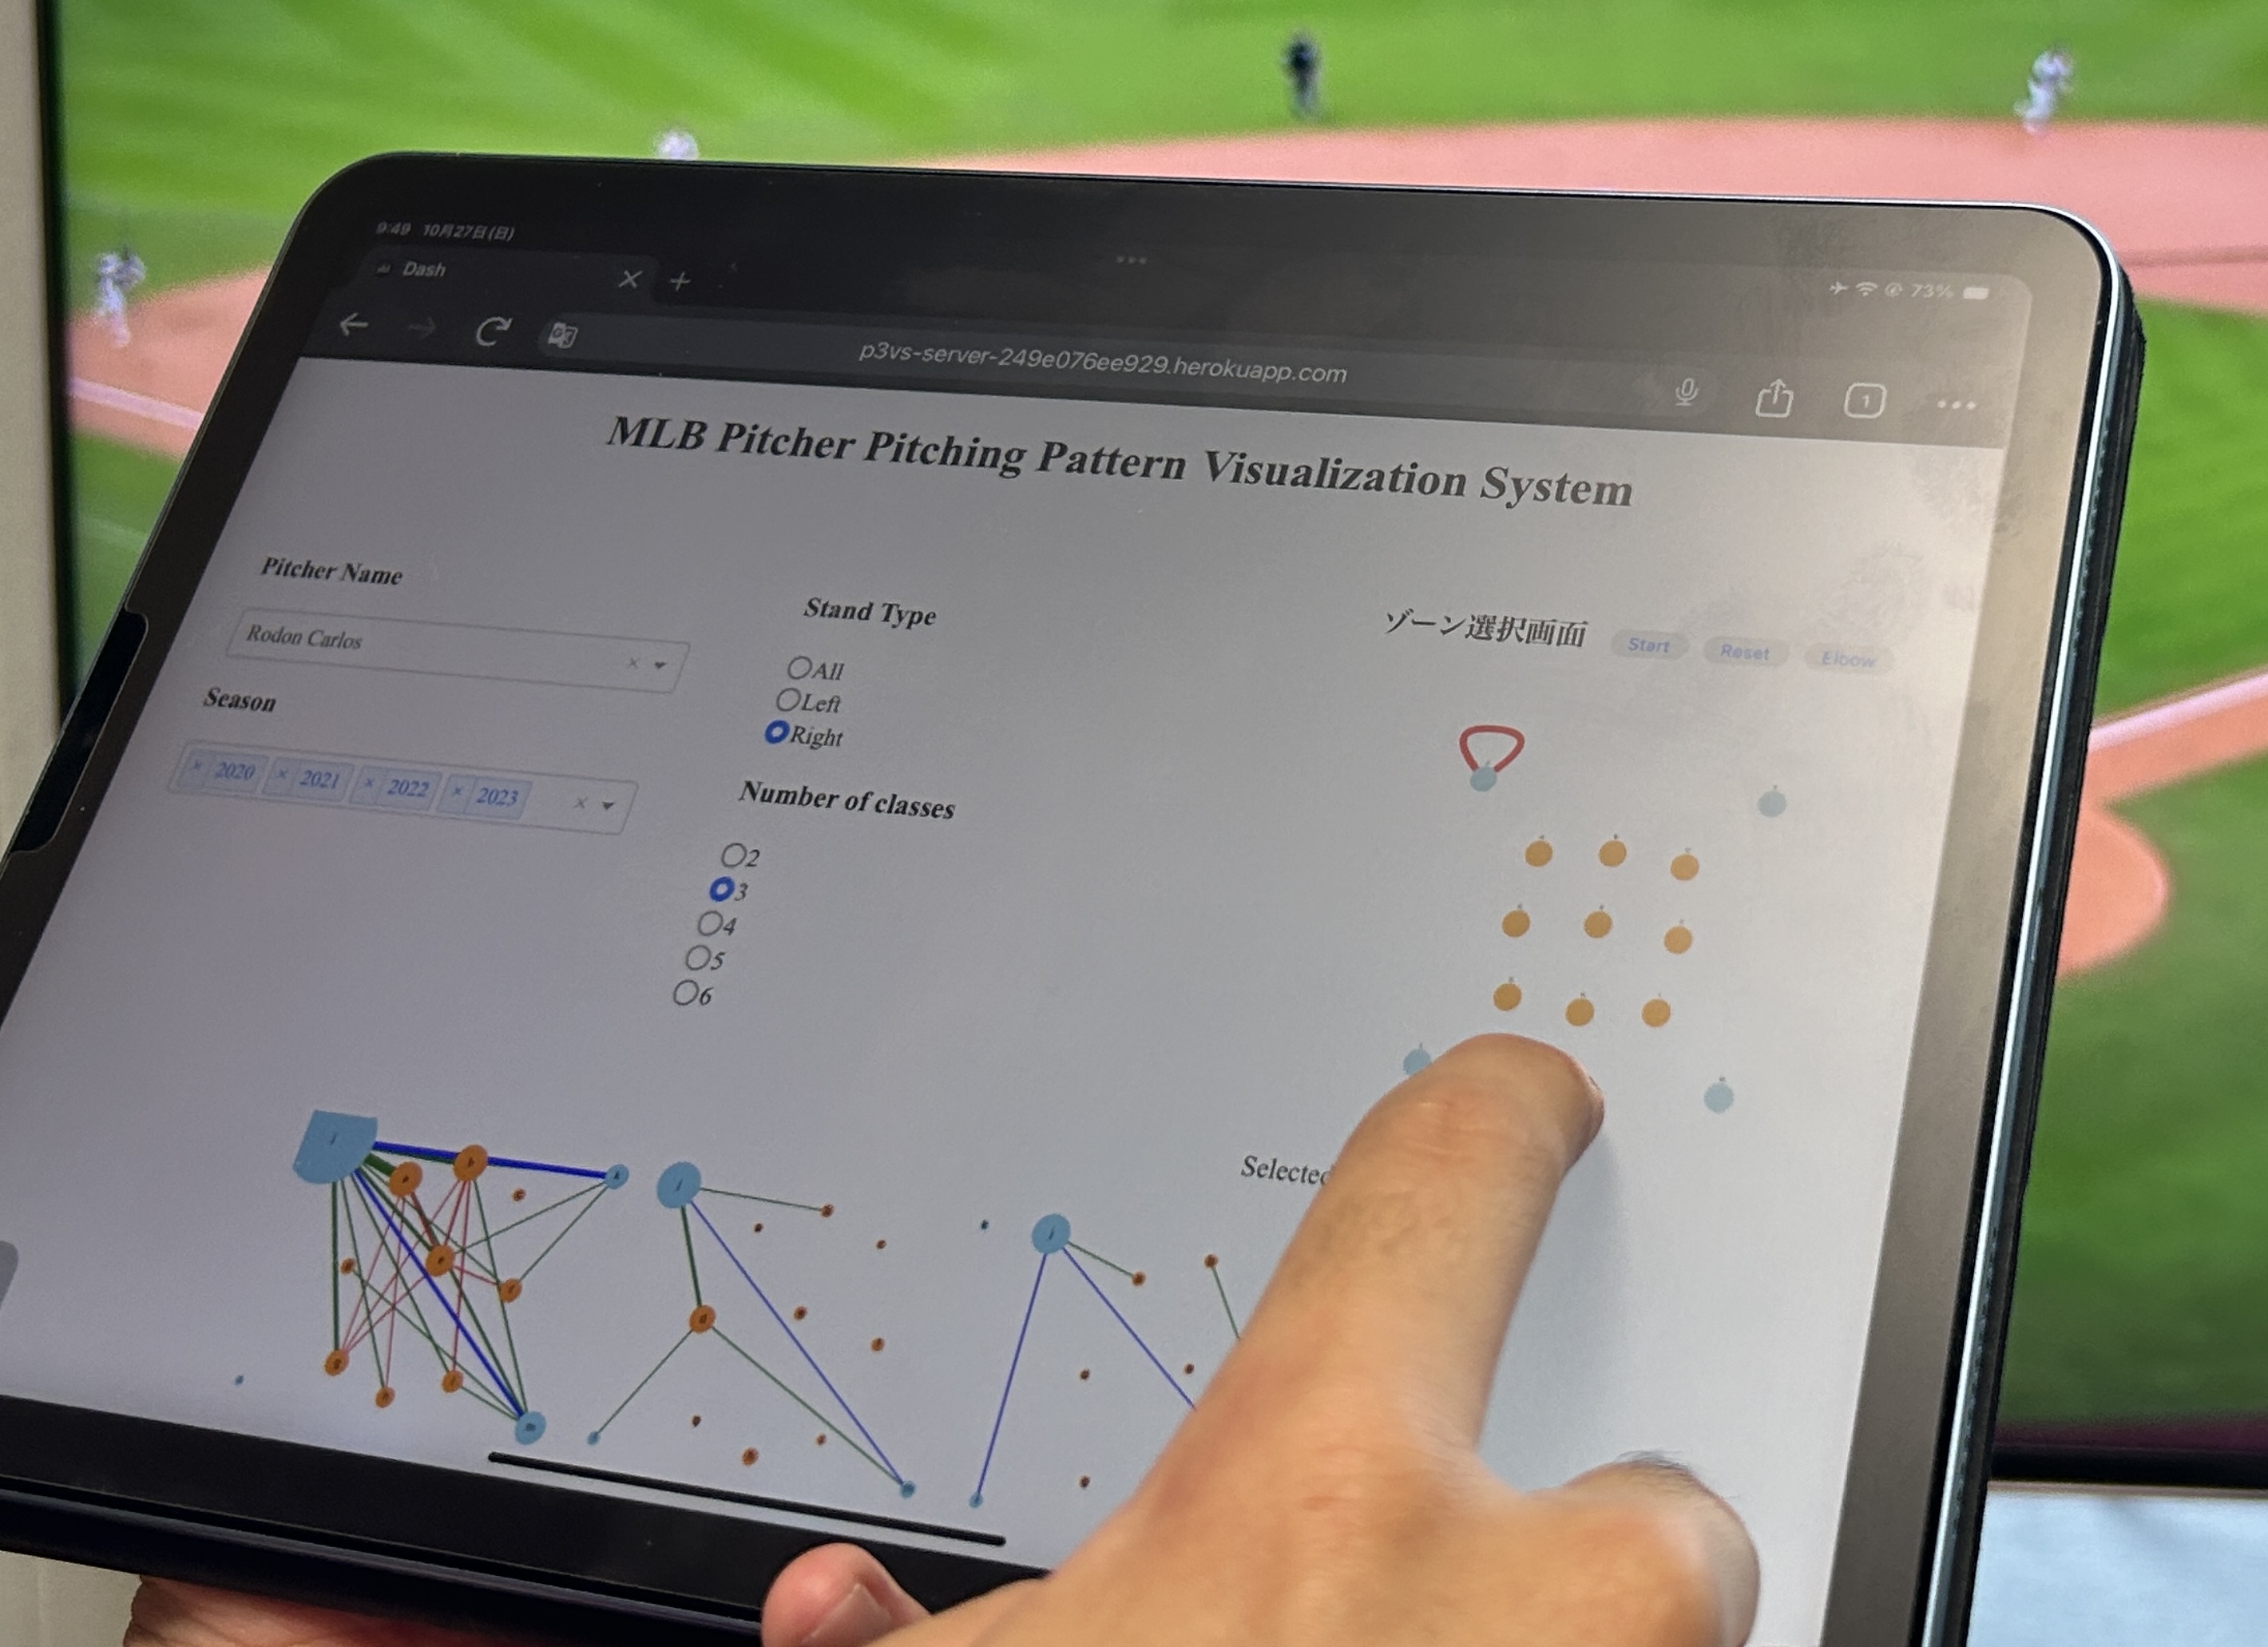 9:49 10月27日(日)
73%
Dash
p3vs-server-249e076ee929.herokuapp.com
1
MLB Pitcher Pitching Pattern Visualization System
Pitcher Name
Rodon Carlos
Season
2020 2021 2022 2023
Stand Type
All
Left
Right
Number of classes
2
3
4
5
6
ゾーン選択画面
Start Reset Elbow
Selected